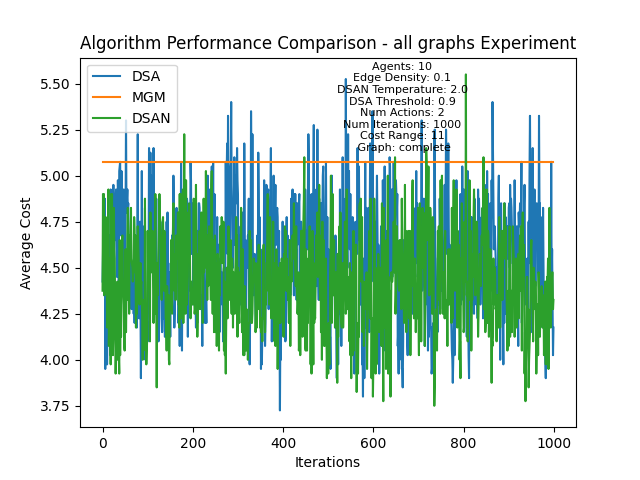 Algorithm Performance Comparison - all graphs Experiment
DSA
MGM
DSAN
Agents: 10
Edge Density: 0.1
DSAN Temperature: 2.0
DSA Threshold: 0.9
Num Actions: 2
Num Iterations: 1000
Cost Range: 11
Graph: complete
Average Cost
5.50
5.25
5.00
4.75
4.50
4.25
4.00
3.75
0 200 400 600 800 1000
Iterations